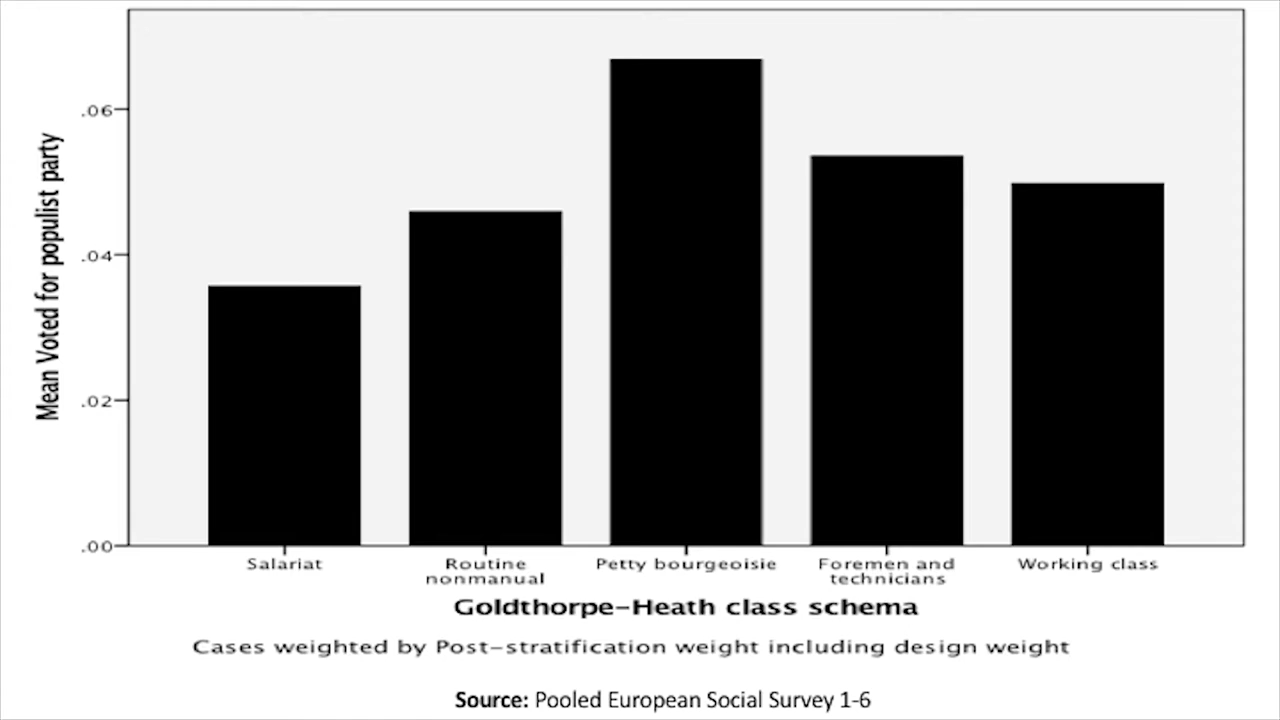 Mean Voted for populist party
.06
.04
.02
.00
Salariat
Routine
nonmanual
Petty bourgeoisie
Foremen and
technicians
Working class
Goldthorpe-Heath class schema
Cases weighted by Post-stratification weight including design weight
Source: Pooled European Social Survey 1-6